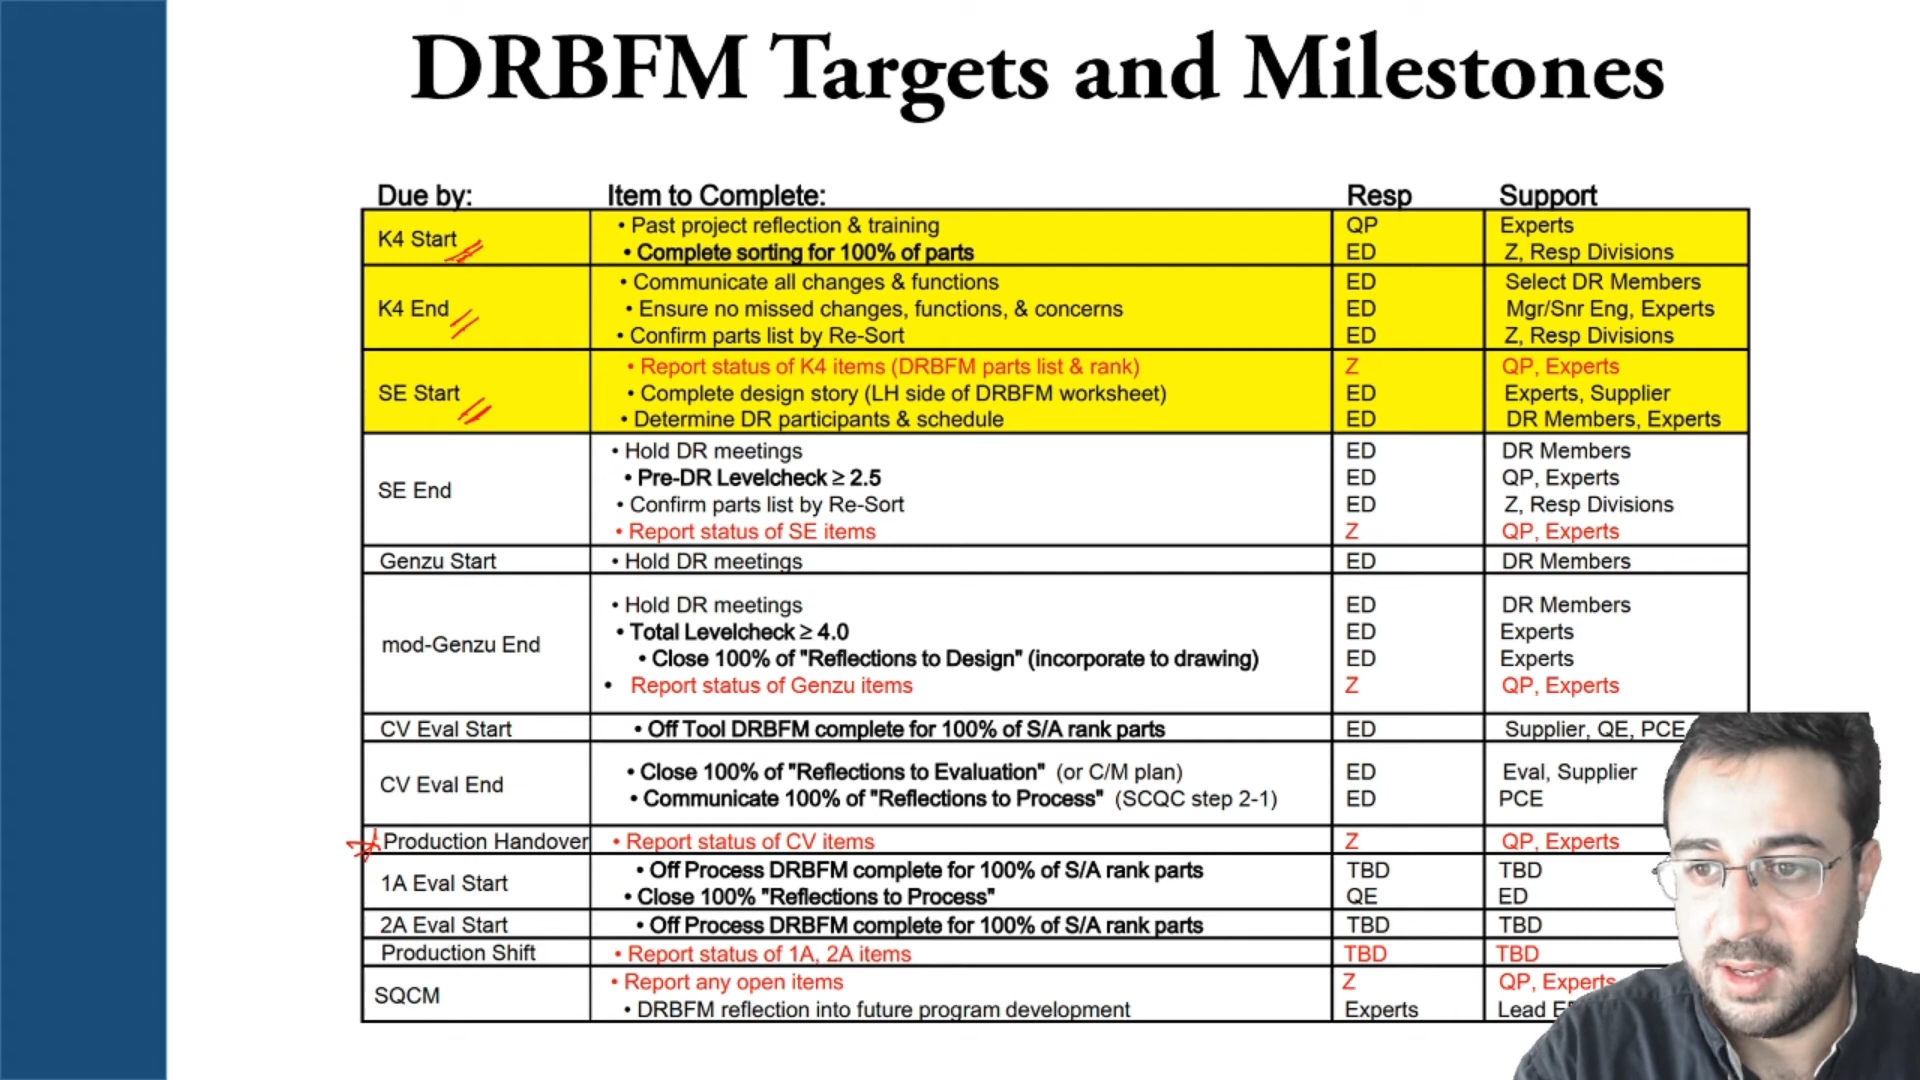 DRBFM Targets and Milestones
Due by: Item to Complete: Resp Support
K4 Start
• Past project reflection & training QP Experts
• Complete sorting for 100% of parts ED Z, Resp Divisions
K4 End
• Communicate all changes & functions ED Select DR Members
• Ensure no missed changes, functions, & concerns ED Mgr/Snr Eng, Experts
• Confirm parts list by Re-Sort ED Z, Resp Divisions
SE Start
• Report status of K4 items (DRBFM parts list & rank) Z QP, Experts
• Complete design story (LH side of DRBFM worksheet) ED Experts, Supplier
• Determine DR participants & schedule ED DR Members, Experts
SE End
• Hold DR meetings ED DR Members
• Pre-DR Levelcheck ≥ 2.5 ED QP, Experts
• Confirm parts list by Re-Sort ED Z, Resp Divisions
• Report status of SE items Z QP, Experts
Genzu Start • Hold DR meetings ED DR Members
mod-Genzu End
• Hold DR meetings ED DR Members
• Total Levelcheck ≥ 4.0 ED Experts
• Close 100% of "Reflections to Design" (incorporate to drawing) ED Experts
• Report status of Genzu items Z QP, Experts
CV Eval Start • Off Tool DRBFM complete for 100% of S/A rank parts ED Supplier, QE, PCE
CV Eval End
• Close 100% of "Reflections to Evaluation" (or C/M plan) ED Eval, Supplier
• Communicate 100% of "Reflections to Process" (SCQC step 2-1) ED PCE
Production Handover • Report status of CV items Z QP, Experts
1A Eval Start
• Off Process DRBFM complete for 100% of S/A rank parts TBD TBD
• Close 100% "Reflections to Process" QE ED
2A Eval Start • Off Process DRBFM complete for 100% of S/A rank parts TBD TBD
Production Shift • Report status of 1A, 2A items TBD TBD
SQCM
• Report any open items Z QP, Experts
• DRBFM reflection into future program development Experts Lead